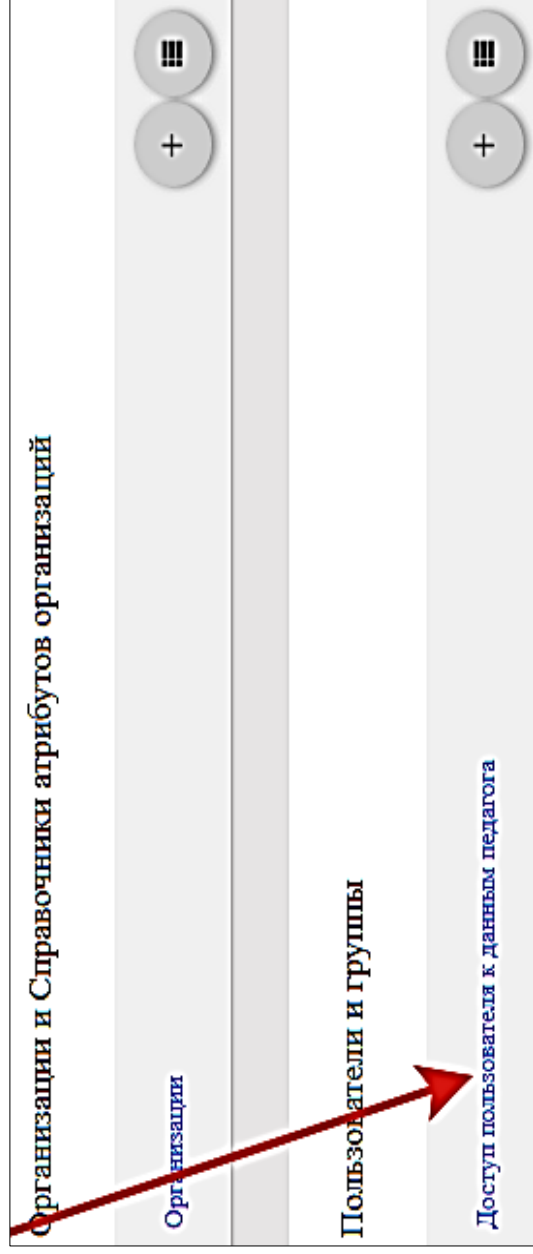 Организации и Справочники атрибутов организаций
Организации
Пользователи и группы
Доступ пользователя к данным педагога